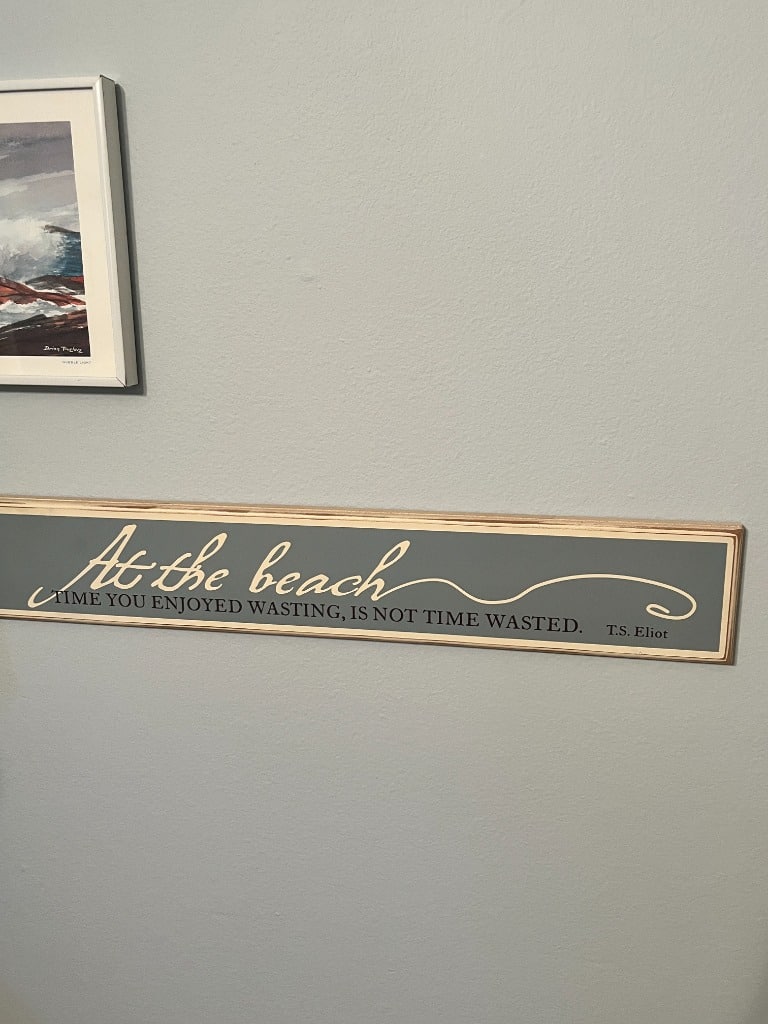 At the beach
TIME YOU ENJOYED WASTING, IS NOT TIME WASTED. T.S. Eliot